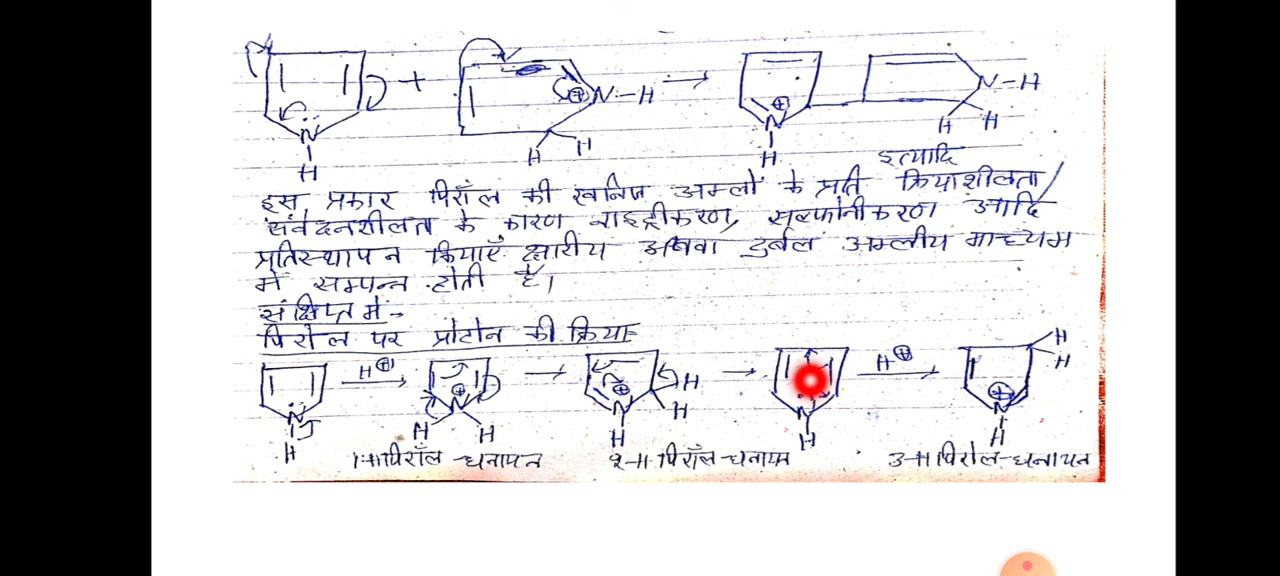 N
H
+
⊕
N-H
H H
→
⊕
N
H
N-H
H H
इत्यादि
इस प्रकार पिरॉल की खनिज अम्लों के प्रती क्रियाशीलता/
संवेदनशीलता के कारण नाइट्रीकरण, सल्फोनीकरण आदि
प्रतिस्थापन क्रियाएँ क्षारीय अथवा दुर्बल अम्लीय माध्यम
में सम्पन्न होती हैं।
संक्षिप्त में-
पिरोल पर प्रोटोन की क्रिया-
N H
H⊕ →
⊕ N H H
→
⊕ N H H H
→
N H
H⊕ →
⊕ N H H H
1-H पिरॉल-धनायन 2-H पिरॉल-धनायन 3-H पिरोल-धनायन